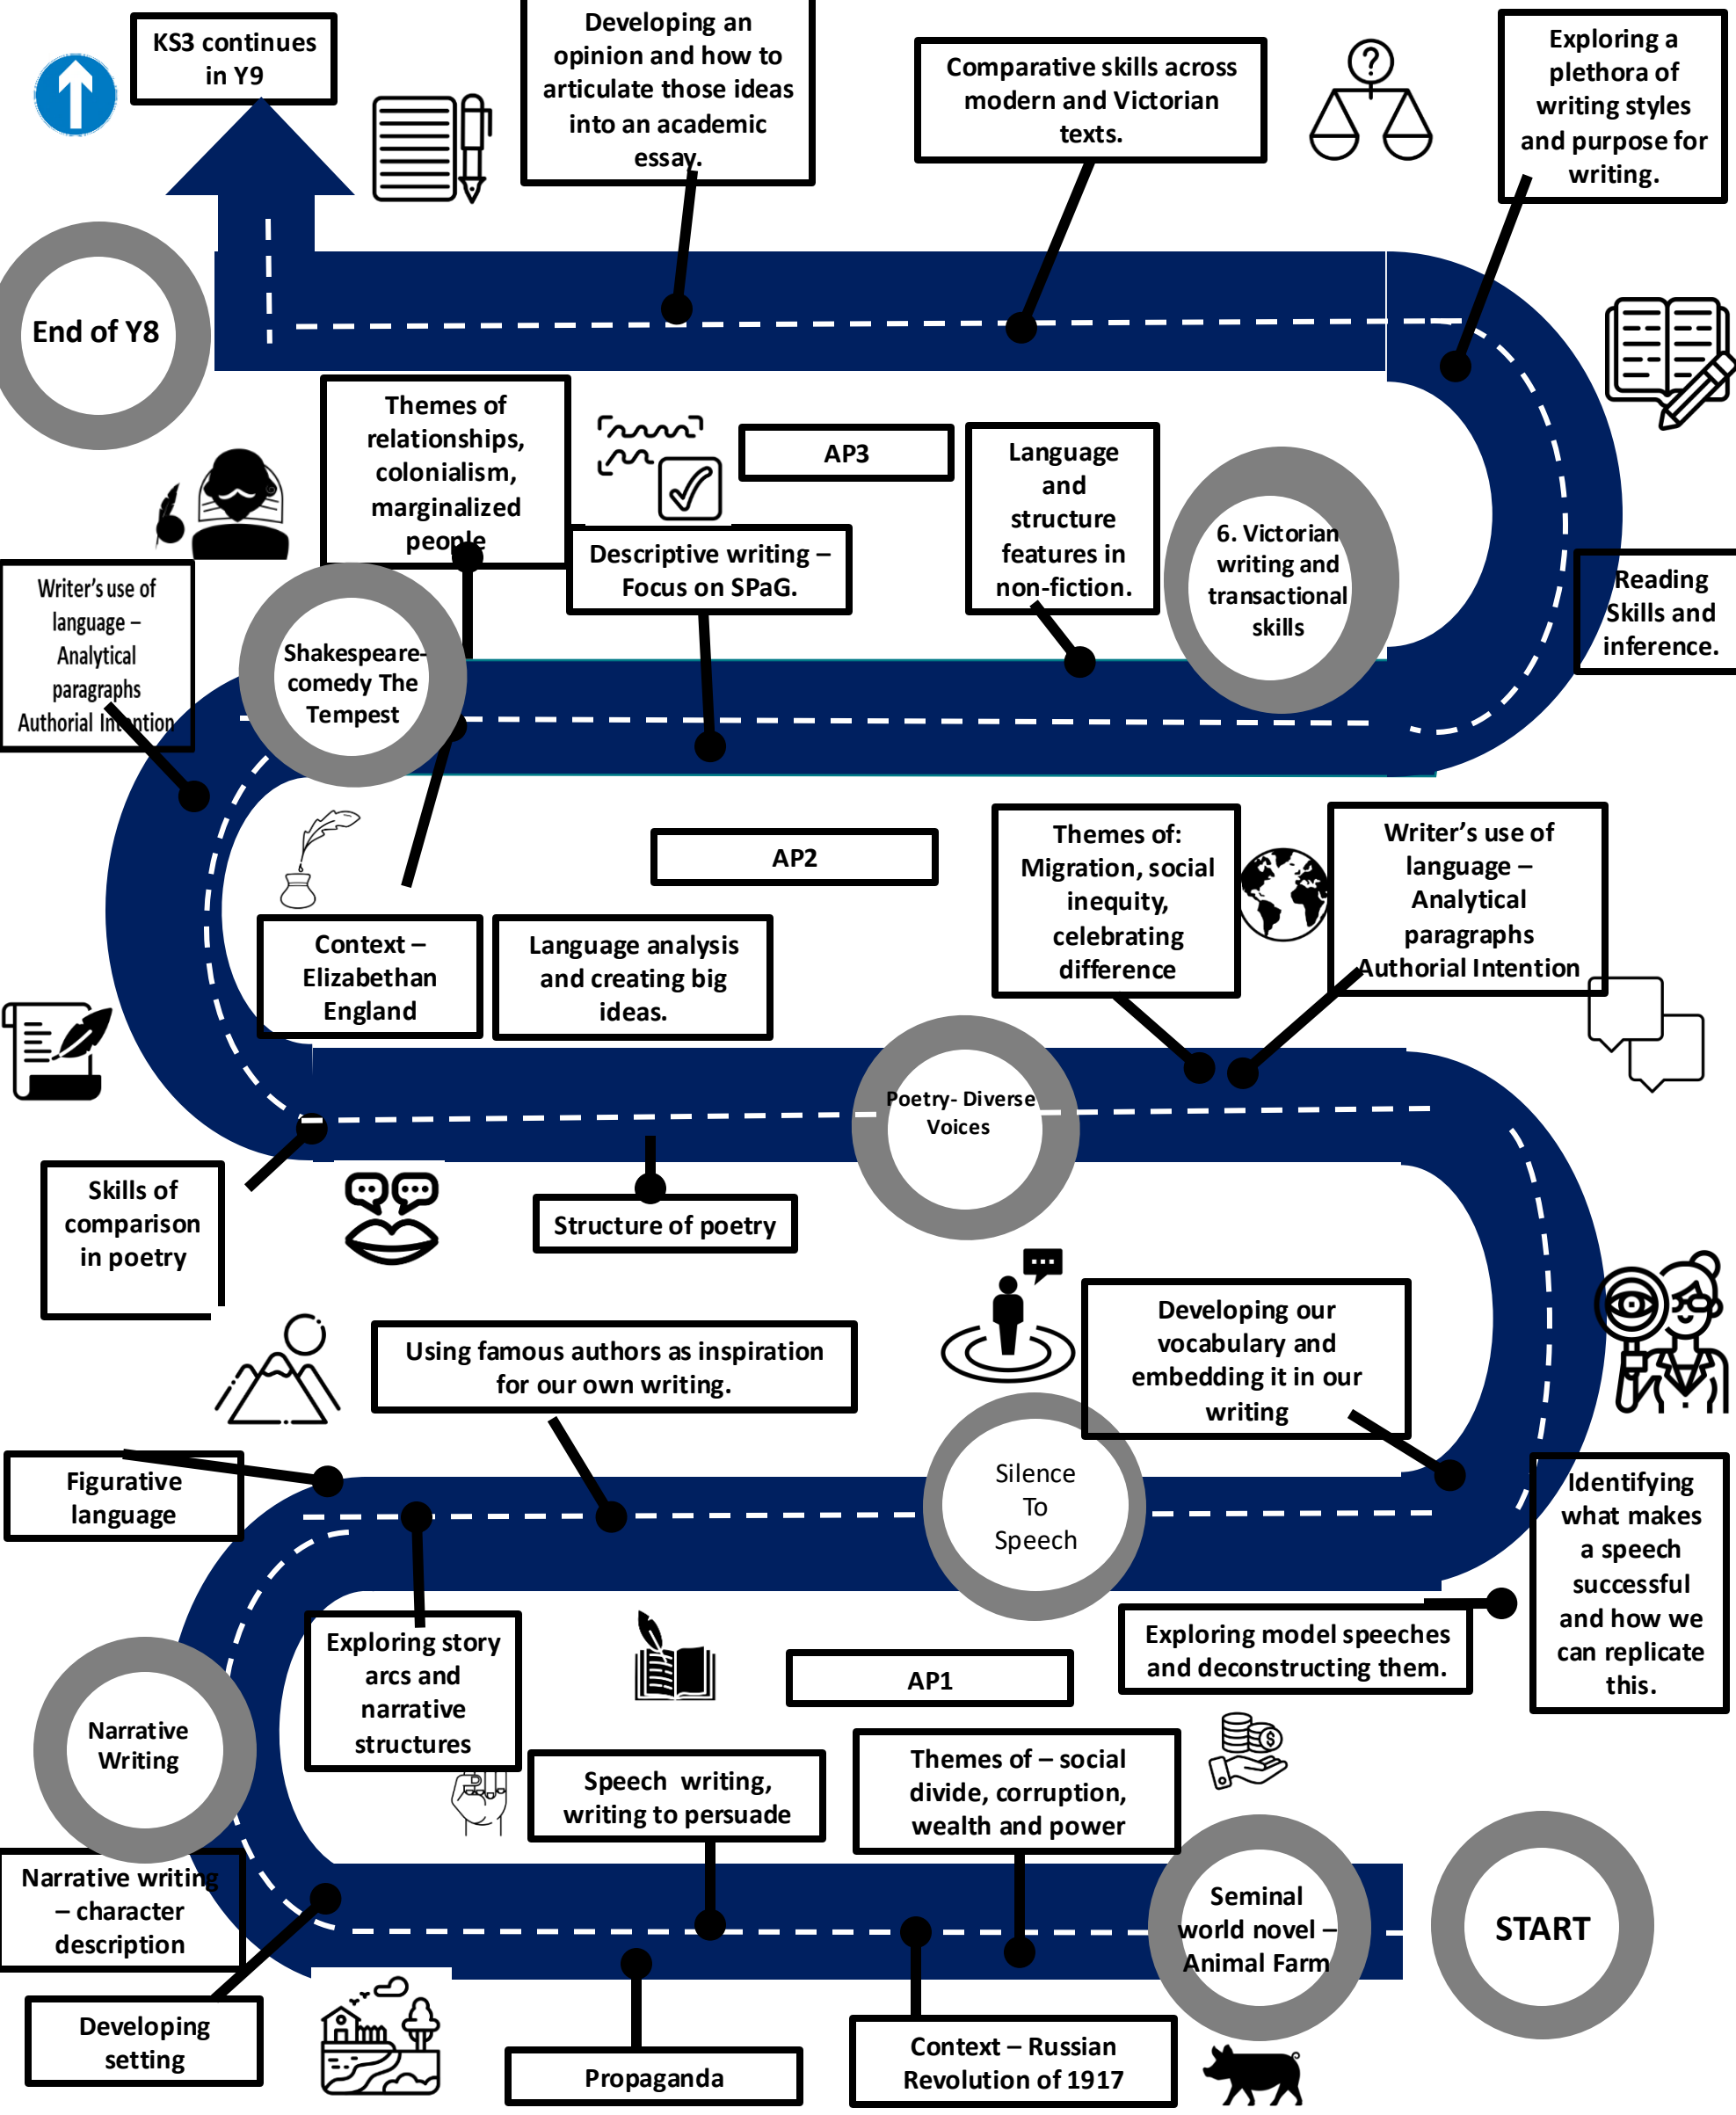 KS3 continues
in Y9
Developing an
opinion and how to
articulate those ideas
into an academic
essay.
Comparative skills across
modern and Victorian
texts.
?
Exploring a
plethora of
writing styles
and purpose for
writing.
End of Y8
Themes of
relationships,
colonialism,
marginalized
people
AP3
Descriptive writing –
Focus on SPaG.
Language
and
structure
features in
non-fiction.
6. Victorian
writing and
transactional
skills
Reading
Skills and
inference.
Writer's use of
language –
Analytical
paragraphs
Authorial Intention
Shakespeare-
comedy The
Tempest
AP2
Themes of:
Migration, social
inequity,
celebrating
difference
Writer's use of
language –
Analytical
paragraphs
Authorial Intention
Context –
Elizabethan
England
Language analysis
and creating big
ideas.
Poetry- Diverse
Voices
Skills of
comparison
in poetry
Structure of poetry
Using famous authors as inspiration
for our own writing.
Developing our
vocabulary and
embedding it in our
writing
Figurative
language
Silence
To
Speech
Identifying
what makes
a speech
successful
and how we
can replicate
this.
Exploring story
arcs and
narrative
structures
AP1
Exploring model speeches
and deconstructing them.
Narrative
Writing
Speech  writing,
writing to persuade
Themes of – social
divide, corruption,
wealth and power
$
Narrative writing
– character
description
Seminal
world novel –
Animal Farm
START
Developing
setting
Propaganda
Context – Russian
Revolution of 1917